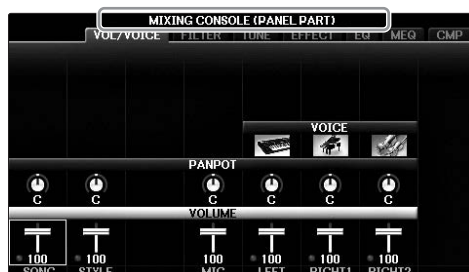 MIXING CONSOLE (PANEL PART)
VOL/VOICE FILTER TUNE EFFECT EQ MEQ CMP
VOICE
PANPOT
C C C C C C
VOLUME
100 100 100 100 100 100
SONG STYLE MIC LEFT RIGHT1 RIGHT2